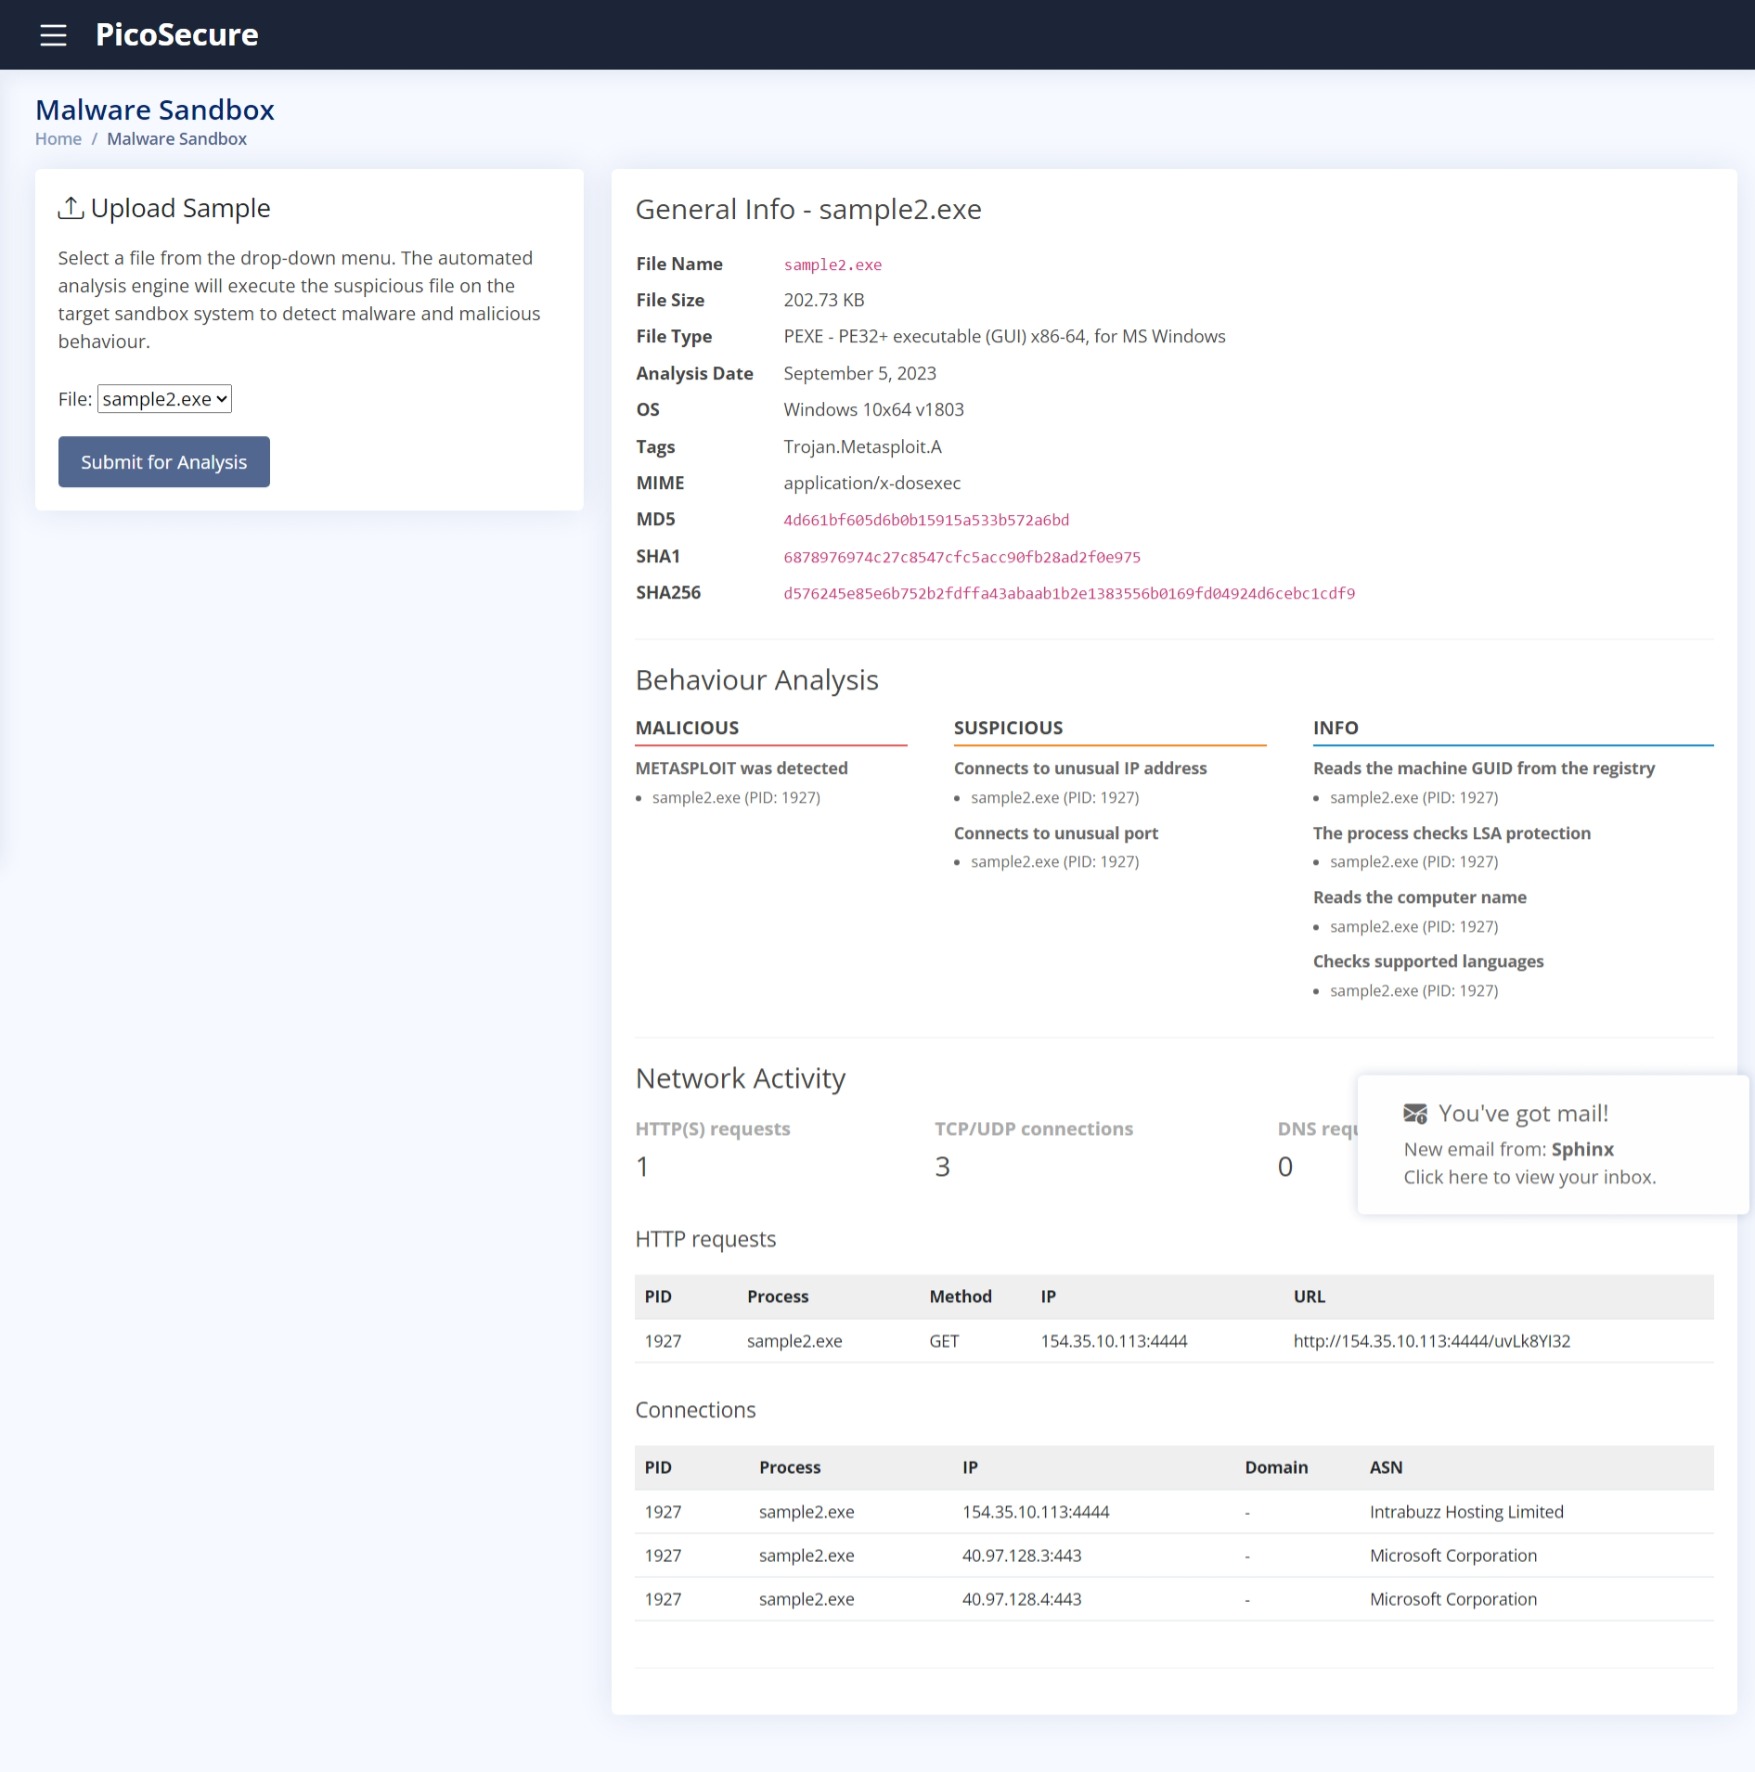 PicoSecure
Malware Sandbox
Home / Malware Sandbox
Upload Sample
Select a file from the drop-down menu. The automated
analysis engine will execute the suspicious file on the
target sandbox system to detect malware and malicious
behaviour.
File: sample2.exe
Submit for Analysis
General Info - sample2.exe
File Name sample2.exe
File Size 202.73 KB
File Type PEXE - PE32+ executable (GUI) x86-64, for MS Windows
Analysis Date September 5, 2023
OS Windows 10x64 v1803
Tags Trojan.Metasploit.A
MIME application/x-dosexec
MD5 4d661bf605d6b0b15915a533b572a6bd
SHA1 6878976974c27c8547cfc5acc90fb28ad2f0e975
SHA256 d576245e85e6b752b2fdffa43abaab1b2e1383556b0169fd04924d6cebc1cdf9
Behaviour Analysis
MALICIOUS
METASPLOIT was detected
• sample2.exe (PID: 1927)
SUSPICIOUS
Connects to unusual IP address
• sample2.exe (PID: 1927)
Connects to unusual port
• sample2.exe (PID: 1927)
INFO
Reads the machine GUID from the registry
• sample2.exe (PID: 1927)
The process checks LSA protection
• sample2.exe (PID: 1927)
Reads the computer name
• sample2.exe (PID: 1927)
Checks supported languages
• sample2.exe (PID: 1927)
Network Activity
HTTP(S) requests TCP/UDP connections DNS
1 3 0
You've got mail!
New email from: Sphinx
Click here to view your inbox.
HTTP requests
PID Process Method IP URL
1927 sample2.exe GET 154.35.10.113:4444 http://154.35.10.113:4444/uvLk8YI32
Connections
PID Process IP Domain ASN
1927 sample2.exe 154.35.10.113:4444 - Intrabuzz Hosting Limited
1927 sample2.exe 40.97.128.3:443 - Microsoft Corporation
1927 sample2.exe 40.97.128.4:443 - Microsoft Corporation